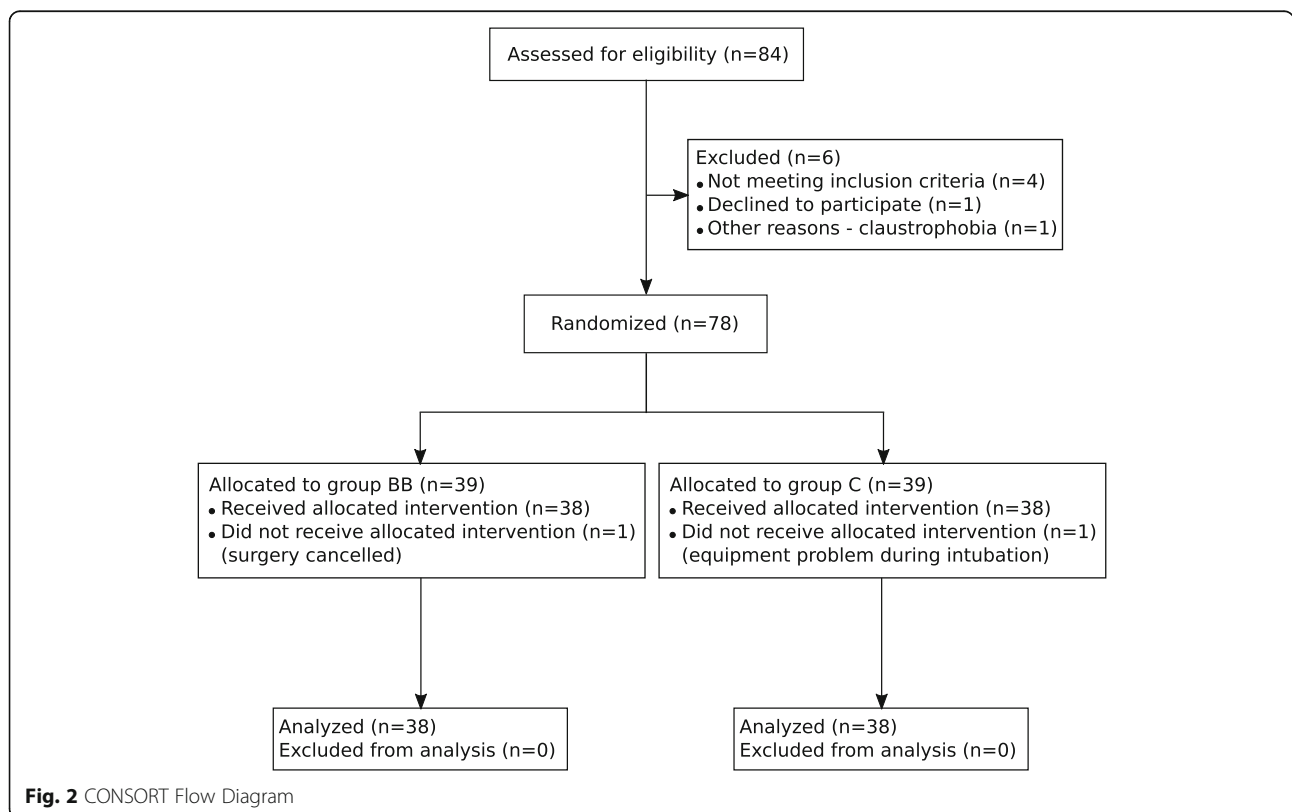 Assessed for eligibility (n=84)
Excluded (n=6)
• Not meeting inclusion criteria (n=4)
• Declined to participate (n=1)
• Other reasons - claustrophobia (n=1)
Randomized (n=78)
Allocated to group BB (n=39)
• Received allocated intervention (n=38)
• Did not receive allocated intervention (n=1)
(surgery cancelled)
Allocated to group C (n=39)
• Received allocated intervention (n=38)
• Did not receive allocated intervention (n=1)
(equipment problem during intubation)
Analyzed (n=38)
Excluded from analysis (n=0)
Analyzed (n=38)
Excluded from analysis (n=0)
Fig. 2 CONSORT Flow Diagram